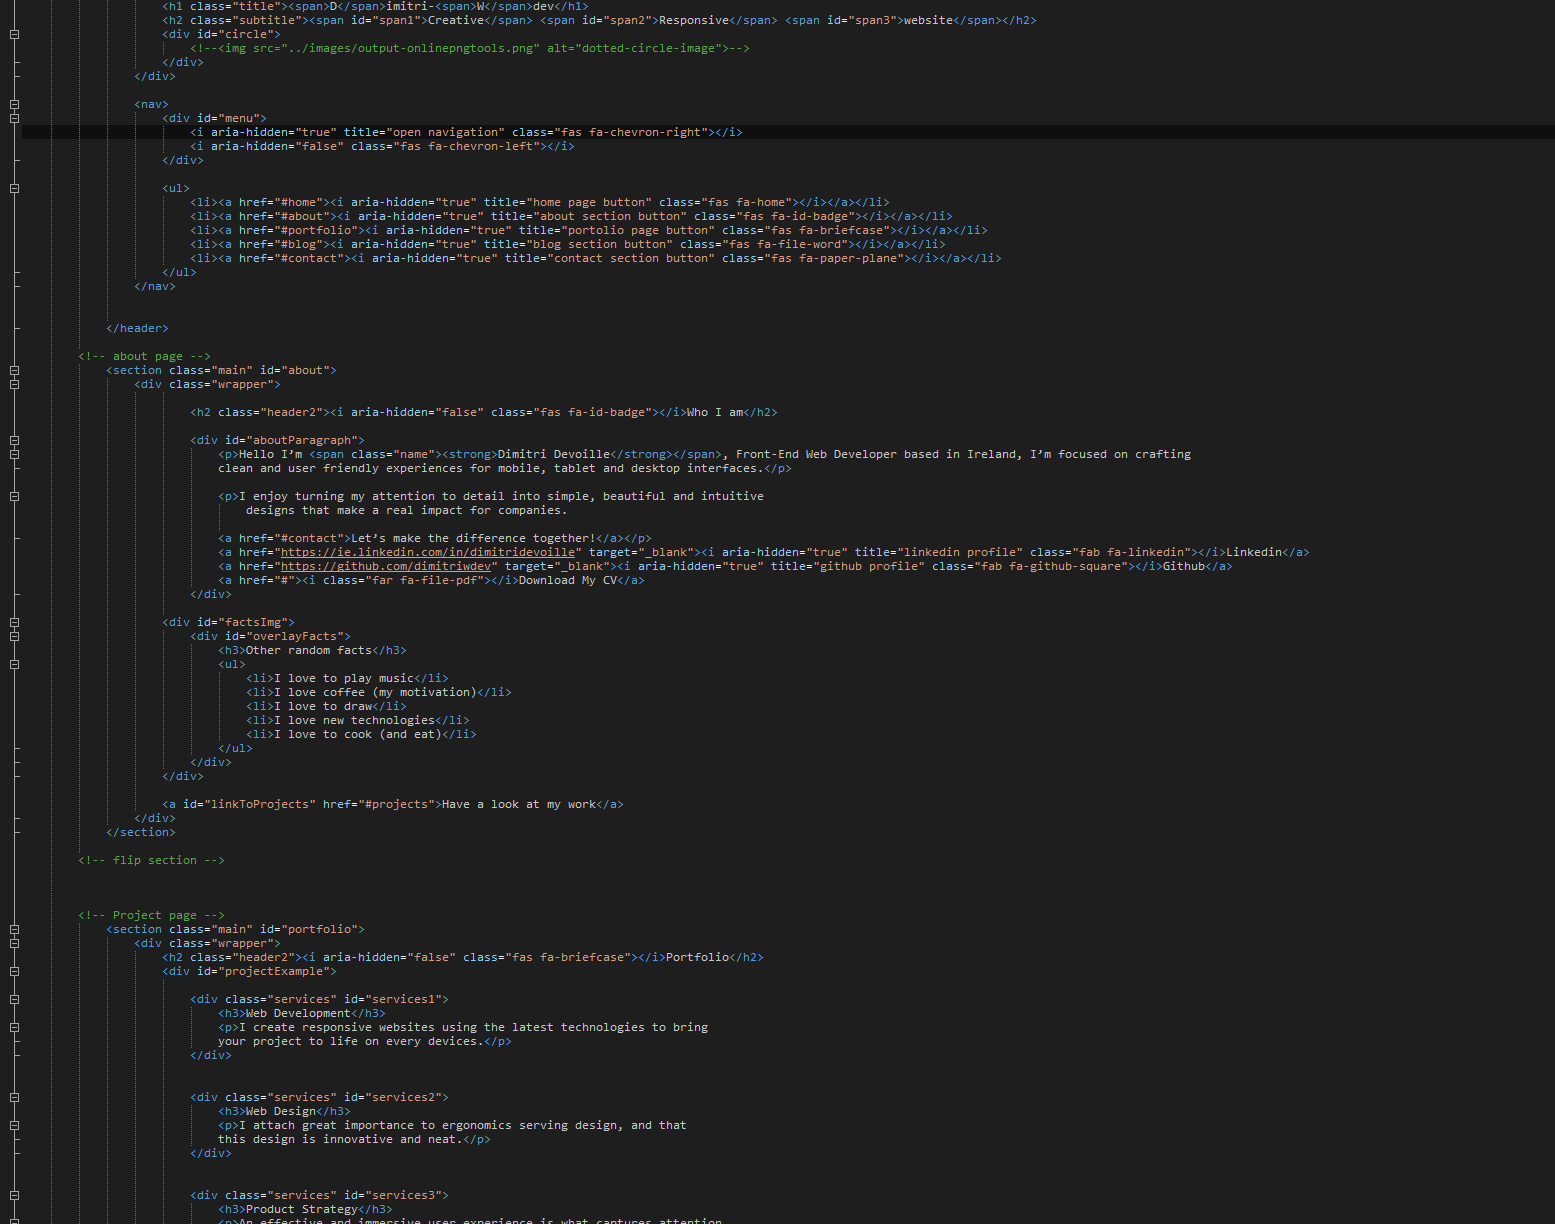 <h1 class="title"><span>D</span>imitri-<span>W</span>dev</h1>
<h2 class="subtitle"><span id="span1">Creative</span> <span id="span2">Responsive</span> <span id="span3">website</span></h2>
<div id="circle">
<!--<img src="../images/output-onlinepngtools.png" alt="dotted-circle-image">-->
</div>
</div>
<nav>
<div id="menu">
<i aria-hidden="true" title="open navigation" class="fas fa-chevron-right"></i>
<i aria-hidden="false" class="fas fa-chevron-left"></i>
</div>
<ul>
<li><a href="#home"><i aria-hidden="true" title="home page button" class="fas fa-home"></i></a></li>
<li><a href="#about"><i aria-hidden="true" title="about section button" class="fas fa-id-badge"></i></a></li>
<li><a href="#portfolio"><i aria-hidden="true" title="portolio page button" class="fas fa-briefcase"></i></a></li>
<li><a href="#blog"><i aria-hidden="true" title="blog section button" class="fas fa-file-word"></i></a></li>
<li><a href="#contact"><i aria-hidden="true" title="contact section button" class="fas fa-paper-plane"></i></a></li>
</ul>
</nav>
</header>
<!-- about page -->
<section class="main" id="about">
<div class="wrapper">
<h2 class="header2"><i aria-hidden="false" class="fas fa-id-badge"></i>Who I am</h2>
<div id="aboutParagraph">
<p>Hello I’m <span class="name"><strong>Dimitri Devoille</strong></span>, Front-End Web Developer based in Ireland, I’m focused on crafting
clean and user friendly experiences for mobile, tablet and desktop interfaces.</p>
<p>I enjoy turning my attention to detail into simple, beautiful and intuitive
designs that make a real impact for companies.
<a href="#contact">Let’s make the difference together!</a></p>
<a href="https://ie.linkedin.com/in/dimitridevoille" target="_blank"><i aria-hidden="true" title="linkedin profile" class="fab fa-linkedin"></i>Linkedin</a>
<a href="https://github.com/dimitriwdev" target="_blank"><i aria-hidden="true" title="github profile" class="fab fa-github-square"></i>Github</a>
<a href="#"><i class="far fa-file-pdf"></i>Download My CV</a>
</div>
<div id="factsImg">
<div id="overlayFacts">
<h3>Other random facts</h3>
<ul>
<li>I love to play music</li>
<li>I love coffee (my motivation)</li>
<li>I love to draw</li>
<li>I love new technologies</li>
<li>I love to cook (and eat)</li>
</ul>
</div>
</div>
<a id="linkToProjects" href="#projects">Have a look at my work</a>
</div>
</section>
<!-- flip section -->
<!-- Project page -->
<section class="main" id="portfolio">
<div class="wrapper">
<h2 class="header2"><i aria-hidden="false" class="fas fa-briefcase"></i>Portfolio</h2>
<div id="projectExample">
<div class="services" id="services1">
<h3>Web Development</h3>
<p>I create responsive websites using the latest technologies to bring
your project to life on every devices.</p>
</div>
<div class="services" id="services2">
<h3>Web Design</h3>
<p>I attach great importance to ergonomics serving design, and that
this design is innovative and neat.</p>
</div>
<div class="services" id="services3">
<h3>Product Strategy</h3>
<p>An effective and immersive user experience is what captures attention